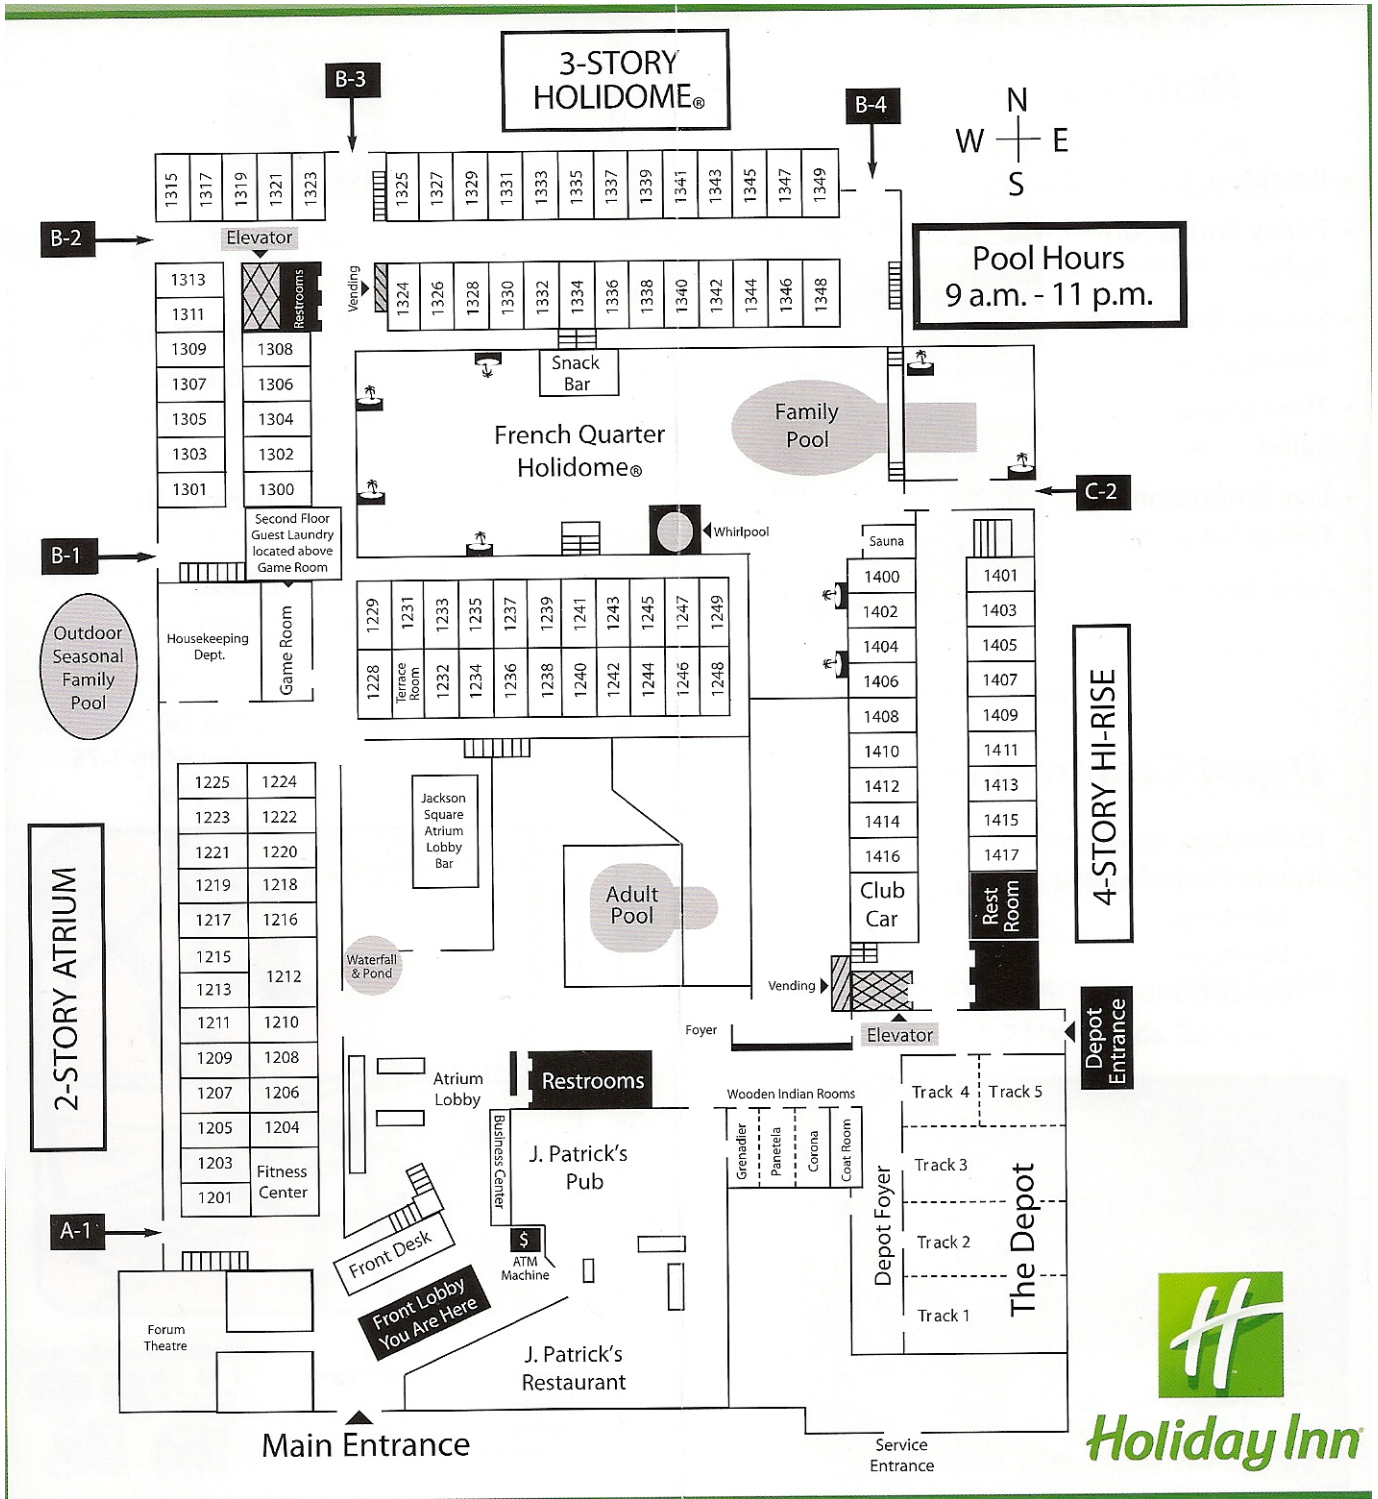 3-STORY
HOLIDOME®
B-3
B-4
N
W E
S
1315
1317
1319
1321
1323
1325
1327
1329
1331
1333
1335
1337
1339
1341
1343
1345
1347
1349
B-2
Elevator
Pool Hours
9 a.m. - 11 p.m.
1313
1311
1309
1307
1305
1303
1301
Restrooms
1308
1306
1304
1302
1300
Vending
1324
1326
1328
1330
1332
1334
1336
1338
1340
1342
1344
1346
1348
Snack
Bar
Family
Pool
French Quarter
Holidome®
C-2
Second Floor
Guest Laundry
located above
Game Room
Whirlpool
Sauna
B-1
Outdoor
Seasonal
Family
Pool
Housekeeping
Dept.
Game Room
1229
1231
1233
1235
1237
1239
1241
1243
1245
1247
1249
1228
Terrace
Room
1232
1234
1236
1238
1240
1242
1244
1246
1248
1400
1402
1404
1406
1408
1410
1412
1414
1416
Club
Car
1401
1403
1405
1407
1409
1411
1413
1415
1417
Rest
Room
4-STORY HI-RISE
2-STORY ATRIUM
1225
1224
1223
1222
1221
1220
1219
1218
1217
1216
1215
1213
1212
1211
1210
1209
1208
1207
1206
1205
1204
1203
1201
Fitness
Center
Jackson
Square
Atrium
Lobby
Bar
Adult
Pool
Waterfall
& Pond
Vending
Elevator
Foyer
Depot
Entrance
Atrium
Lobby
Restrooms
Wooden Indian Rooms
Grenadier
Panetela
Corona
Coat Room
Track 4
Track 5
Track 3
Track 2
Track 1
Depot Foyer
The Depot
Business Center
J. Patrick's
Pub
A-1
Front Desk
$
ATM
Machine
Front Lobby
You Are Here
Forum
Theatre
J. Patrick's
Restaurant
Main Entrance
Service
Entrance
H
Holiday Inn